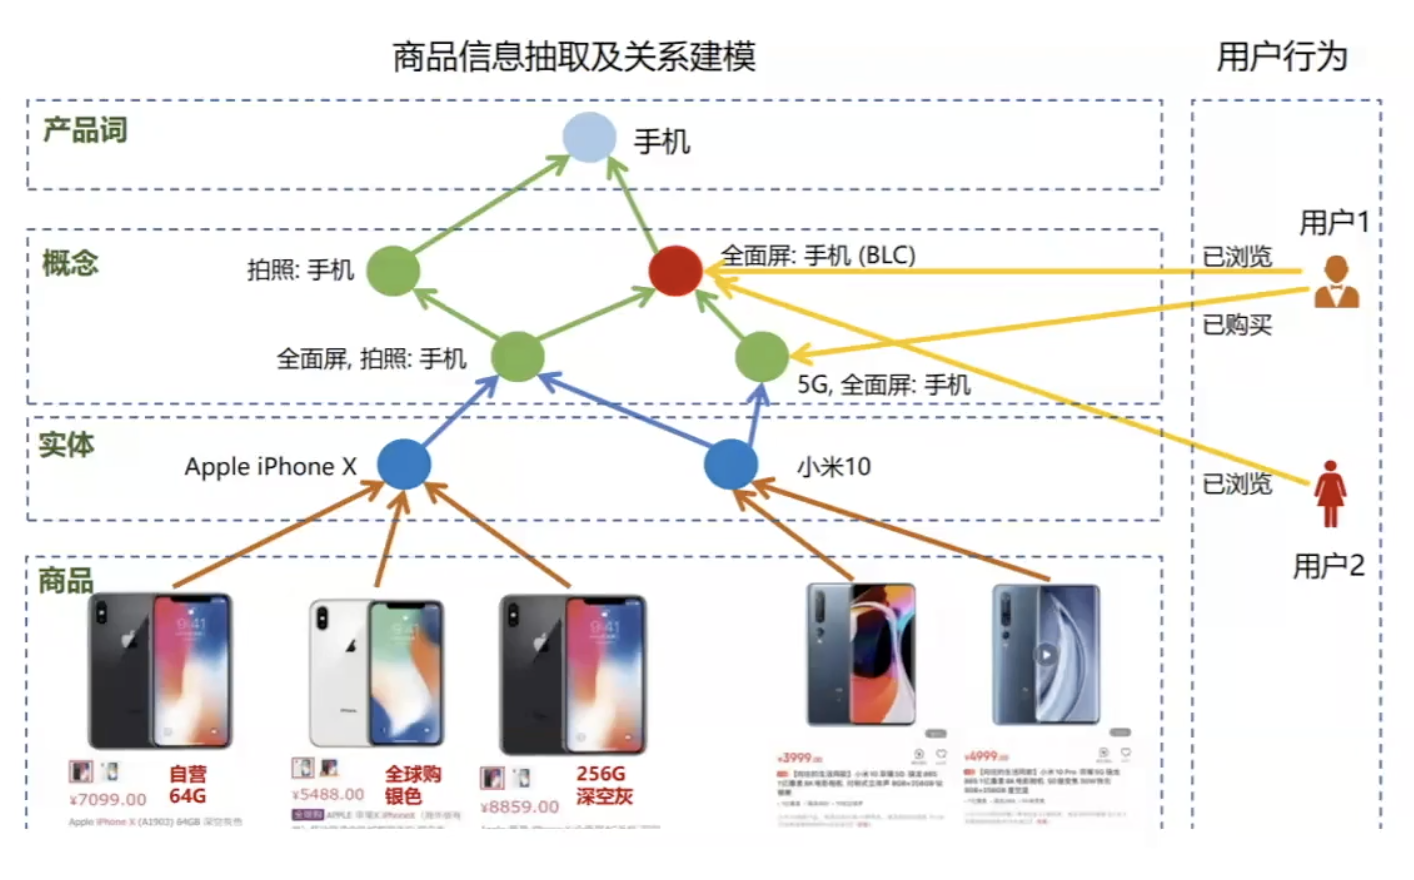 商品信息抽取及关系建模
用户行为
产品词
手机
用户1
概念
拍照: 手机
全面屏: 手机 (BLC)
已浏览
已购买
全面屏, 拍照: 手机
5G, 全面屏: 手机
实体
Apple iPhone X
小米10
已浏览
用户2
商品
自营
64G
¥7099.00
Apple iPhone X (A1902) 64GB 深空灰色
全球购
银色
¥5488.00
全球购
256G
深空灰
¥8859.00
¥3999.00
¥4999.00